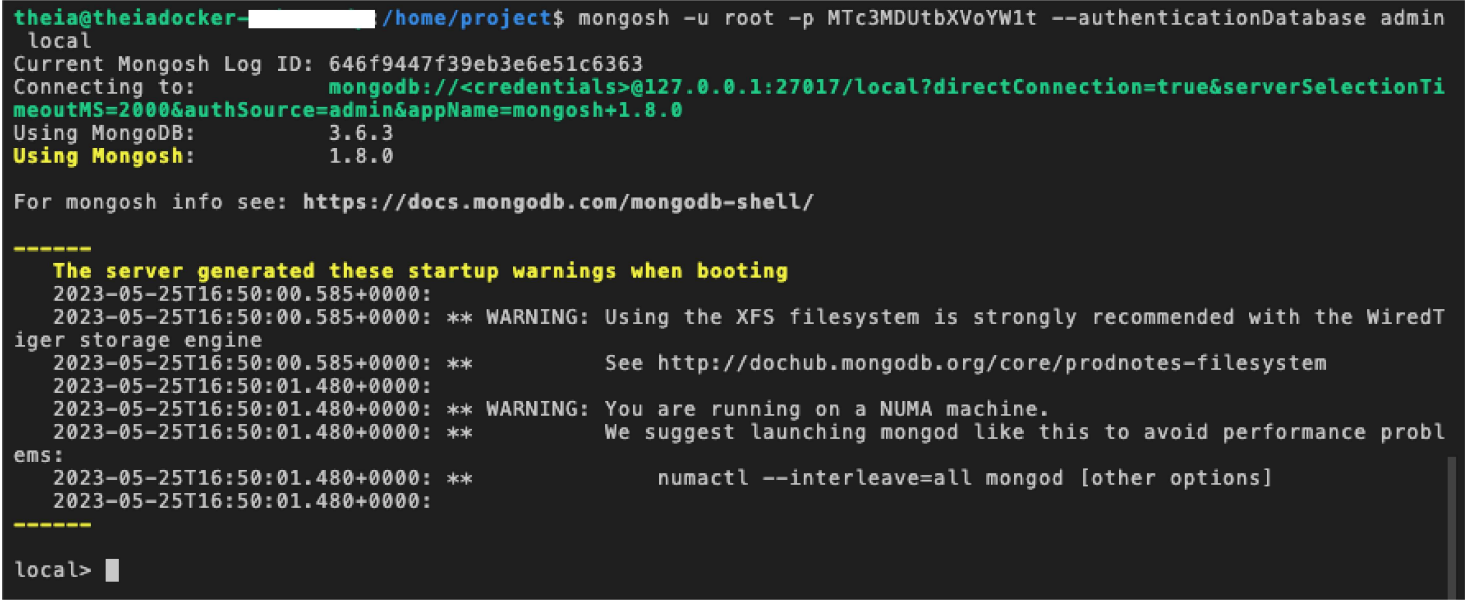 theia@theiadocker- :/home/project$ mongosh -u root -p MTc3MDUtbXVoYW1t --authenticationDatabase admin
local
Current Mongosh Log ID: 646f9447f39eb3e6e51c6363
Connecting to: mongodb://<credentials>@127.0.0.1:27017/local?directConnection=true&serverSelectionTi
meoutMS=2000&authSource=admin&appName=mongosh+1.8.0
Using MongoDB: 3.6.3
Using Mongosh: 1.8.0
For mongosh info see: https://docs.mongodb.com/mongodb-shell/
------
The server generated these startup warnings when booting
2023-05-25T16:50:00.585+0000:
2023-05-25T16:50:00.585+0000: ** WARNING: Using the XFS filesystem is strongly recommended with the WiredT
iger storage engine
2023-05-25T16:50:00.585+0000: ** See http://dochub.mongodb.org/core/prodnotes-filesystem
2023-05-25T16:50:01.480+0000:
2023-05-25T16:50:01.480+0000: ** WARNING: You are running on a NUMA machine.
2023-05-25T16:50:01.480+0000: ** We suggest launching mongod like this to avoid performance probl
ems:
2023-05-25T16:50:01.480+0000: ** numactl --interleave=all mongod [other options]
2023-05-25T16:50:01.480+0000:
------
local>